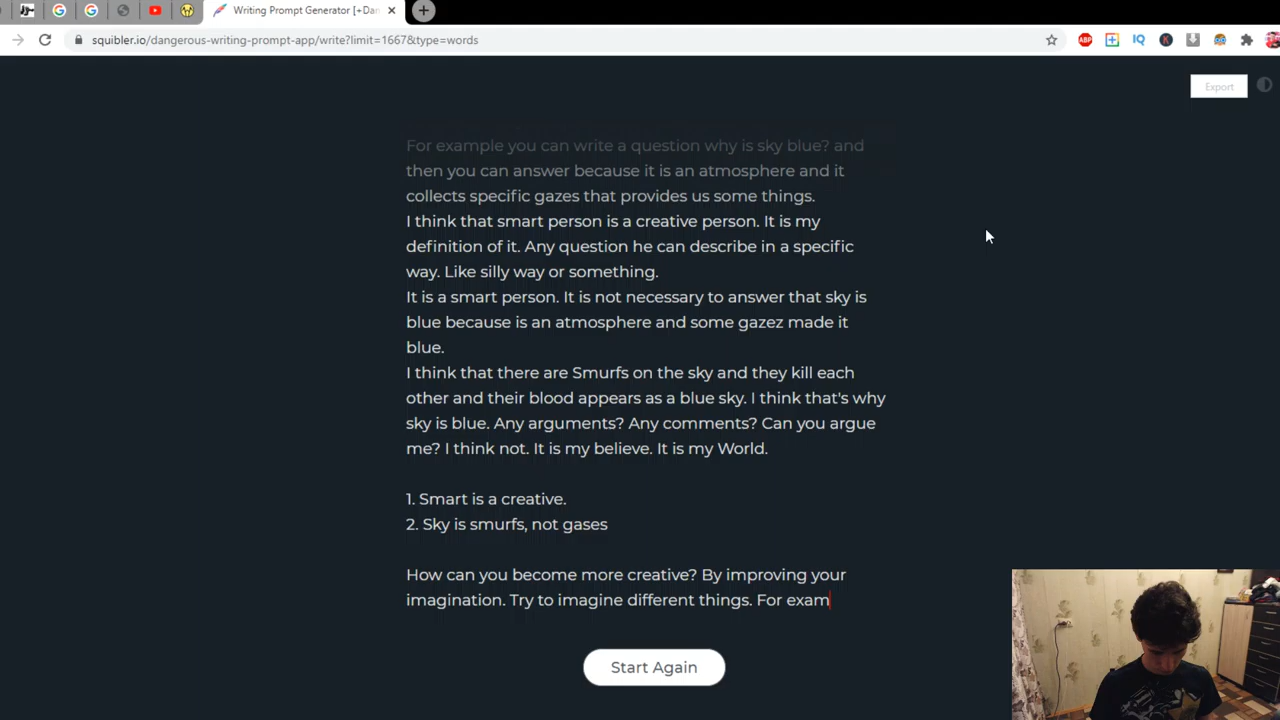 Writing Prompt Generator [+Dan
squibler.io/dangerous-writing-prompt-app/write?limit=1667&type=words
ABP
IQ
K
Export
For example you can write a question why is sky blue? and
then you can answer because it is an atmosphere and it
collects specific gazes that provides us some things.
I think that smart person is a creative person. It is my
definition of it. Any question he can describe in a specific
way. Like silly way or something.
It is a smart person. It is not necessary to answer that sky is
blue because is an atmosphere and some gazez made it
blue.
I think that there are Smurfs on the sky and they kill each
other and their blood appears as a blue sky. I think that's why
sky is blue. Any arguments? Any comments? Can you argue
me? I think not. It is my believe. It is my World.
1. Smart is a creative.
2. Sky is smurfs, not gases
How can you become more creative? By improving your
imagination. Try to imagine different things. For exam
Start Again